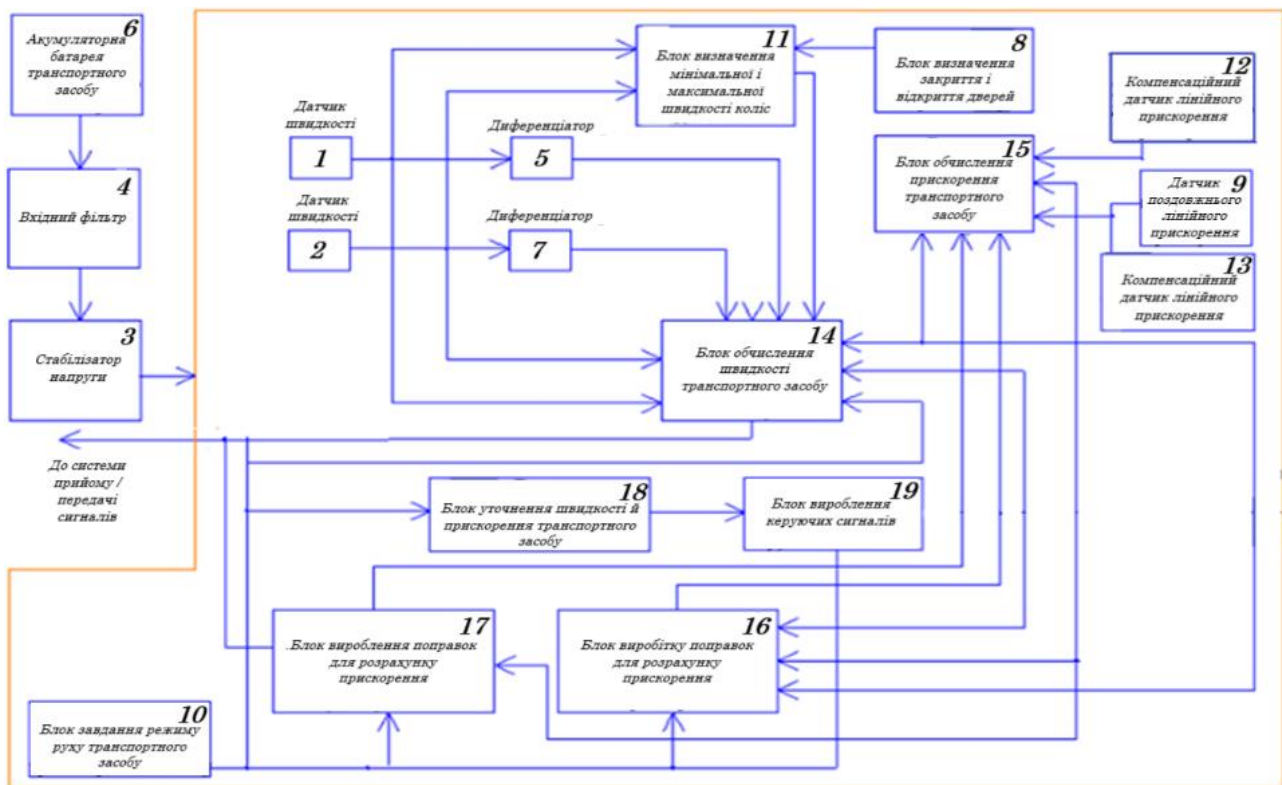 6
Акумуляторна
батарея
транспортного
засобу
4
Вхідний фільтр
3
Стабілізатор
напруги
До системи
прийому /
передачі
сигналів
Датчик
швидкості
1
Датчик
швидкості
2
Диференціатор
5
Диференціатор
7
11
Блок визначення
мінімальної і
максимальної
швидкості коліс
8
Блок визначення
закриття і
відкриття дверей
12
Компенсаційний
датчик лінійного
прискорення
15
Блок обчислення
прискорення
транспортного
засобу
9
Датчик
поздовжнього
лінійного
прискорення
13
Компенсаційний
датчик лінійного
прискорення
14
Блок обчислення
швидкості
транспортного засобу
18
Блок уточнення швидкості й
прискорення транспортного
засобу
19
Блок вироблення
керуючих сигналів
17
.Блок вироблення поправок
для розрахунку
прискорення
16
Блок виробітку поправок
для розрахунку
прискорення
10
Блок завдання режиму
руху транспортного
засобу